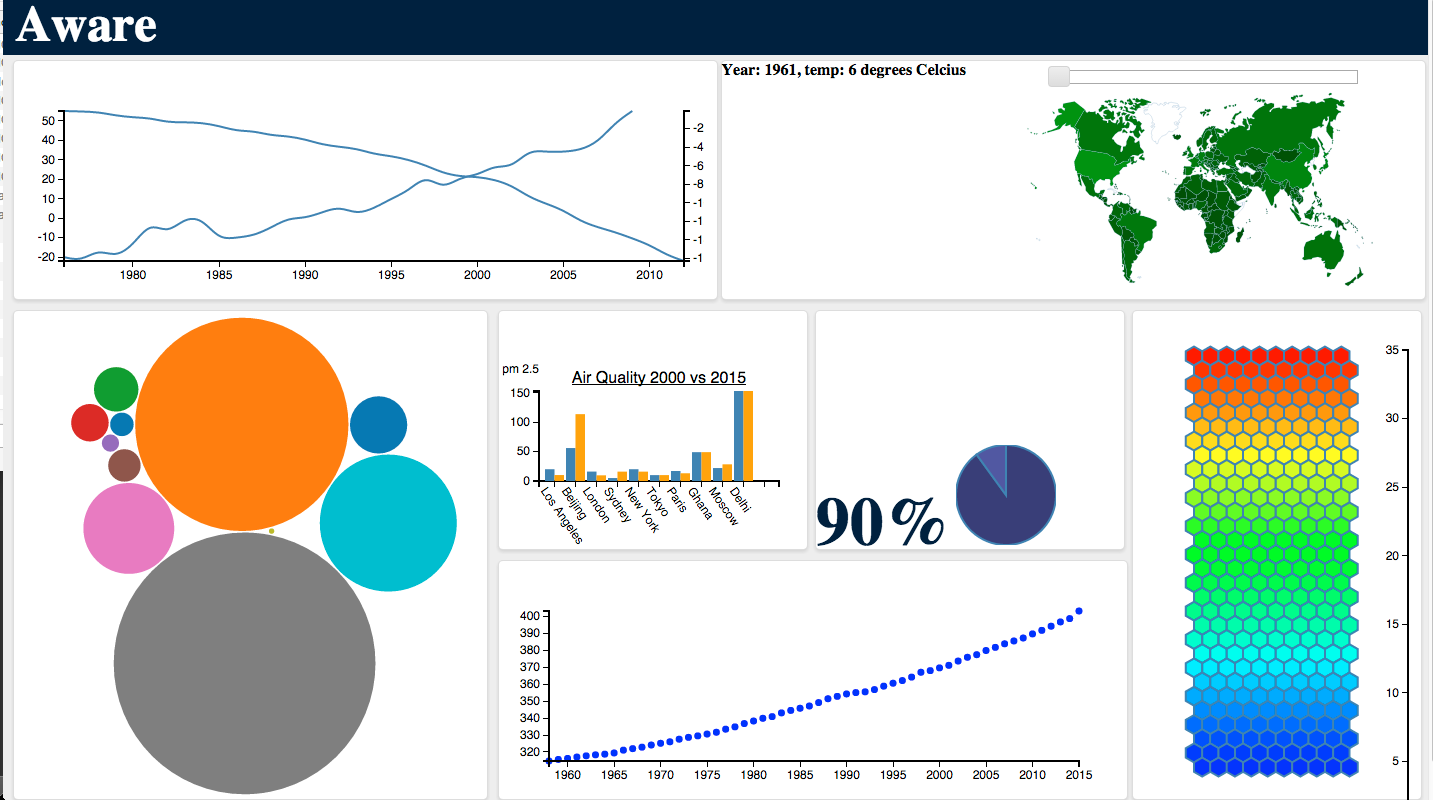 Aware
50
40
30
20
10
0
-10
-20
-2
-4
-6
-8
-1
-1
-1
-1
1980 1985 1990 1995 2000 2005 2010
Year: 1961, temp: 6 degrees Celcius
pm 2.5
Air Quality 2000 vs 2015
150
100
50
0
Los Angeles
Beijing
London
Sydney
New York
Tokyo
Paris
Ghana
Moscow
Delhi
90%
400
390
380
370
360
350
340
330
320
1960 1965 1970 1975 1980 1985 1990 1995 2000 2005 2010 2015
35
30
25
20
15
10
5